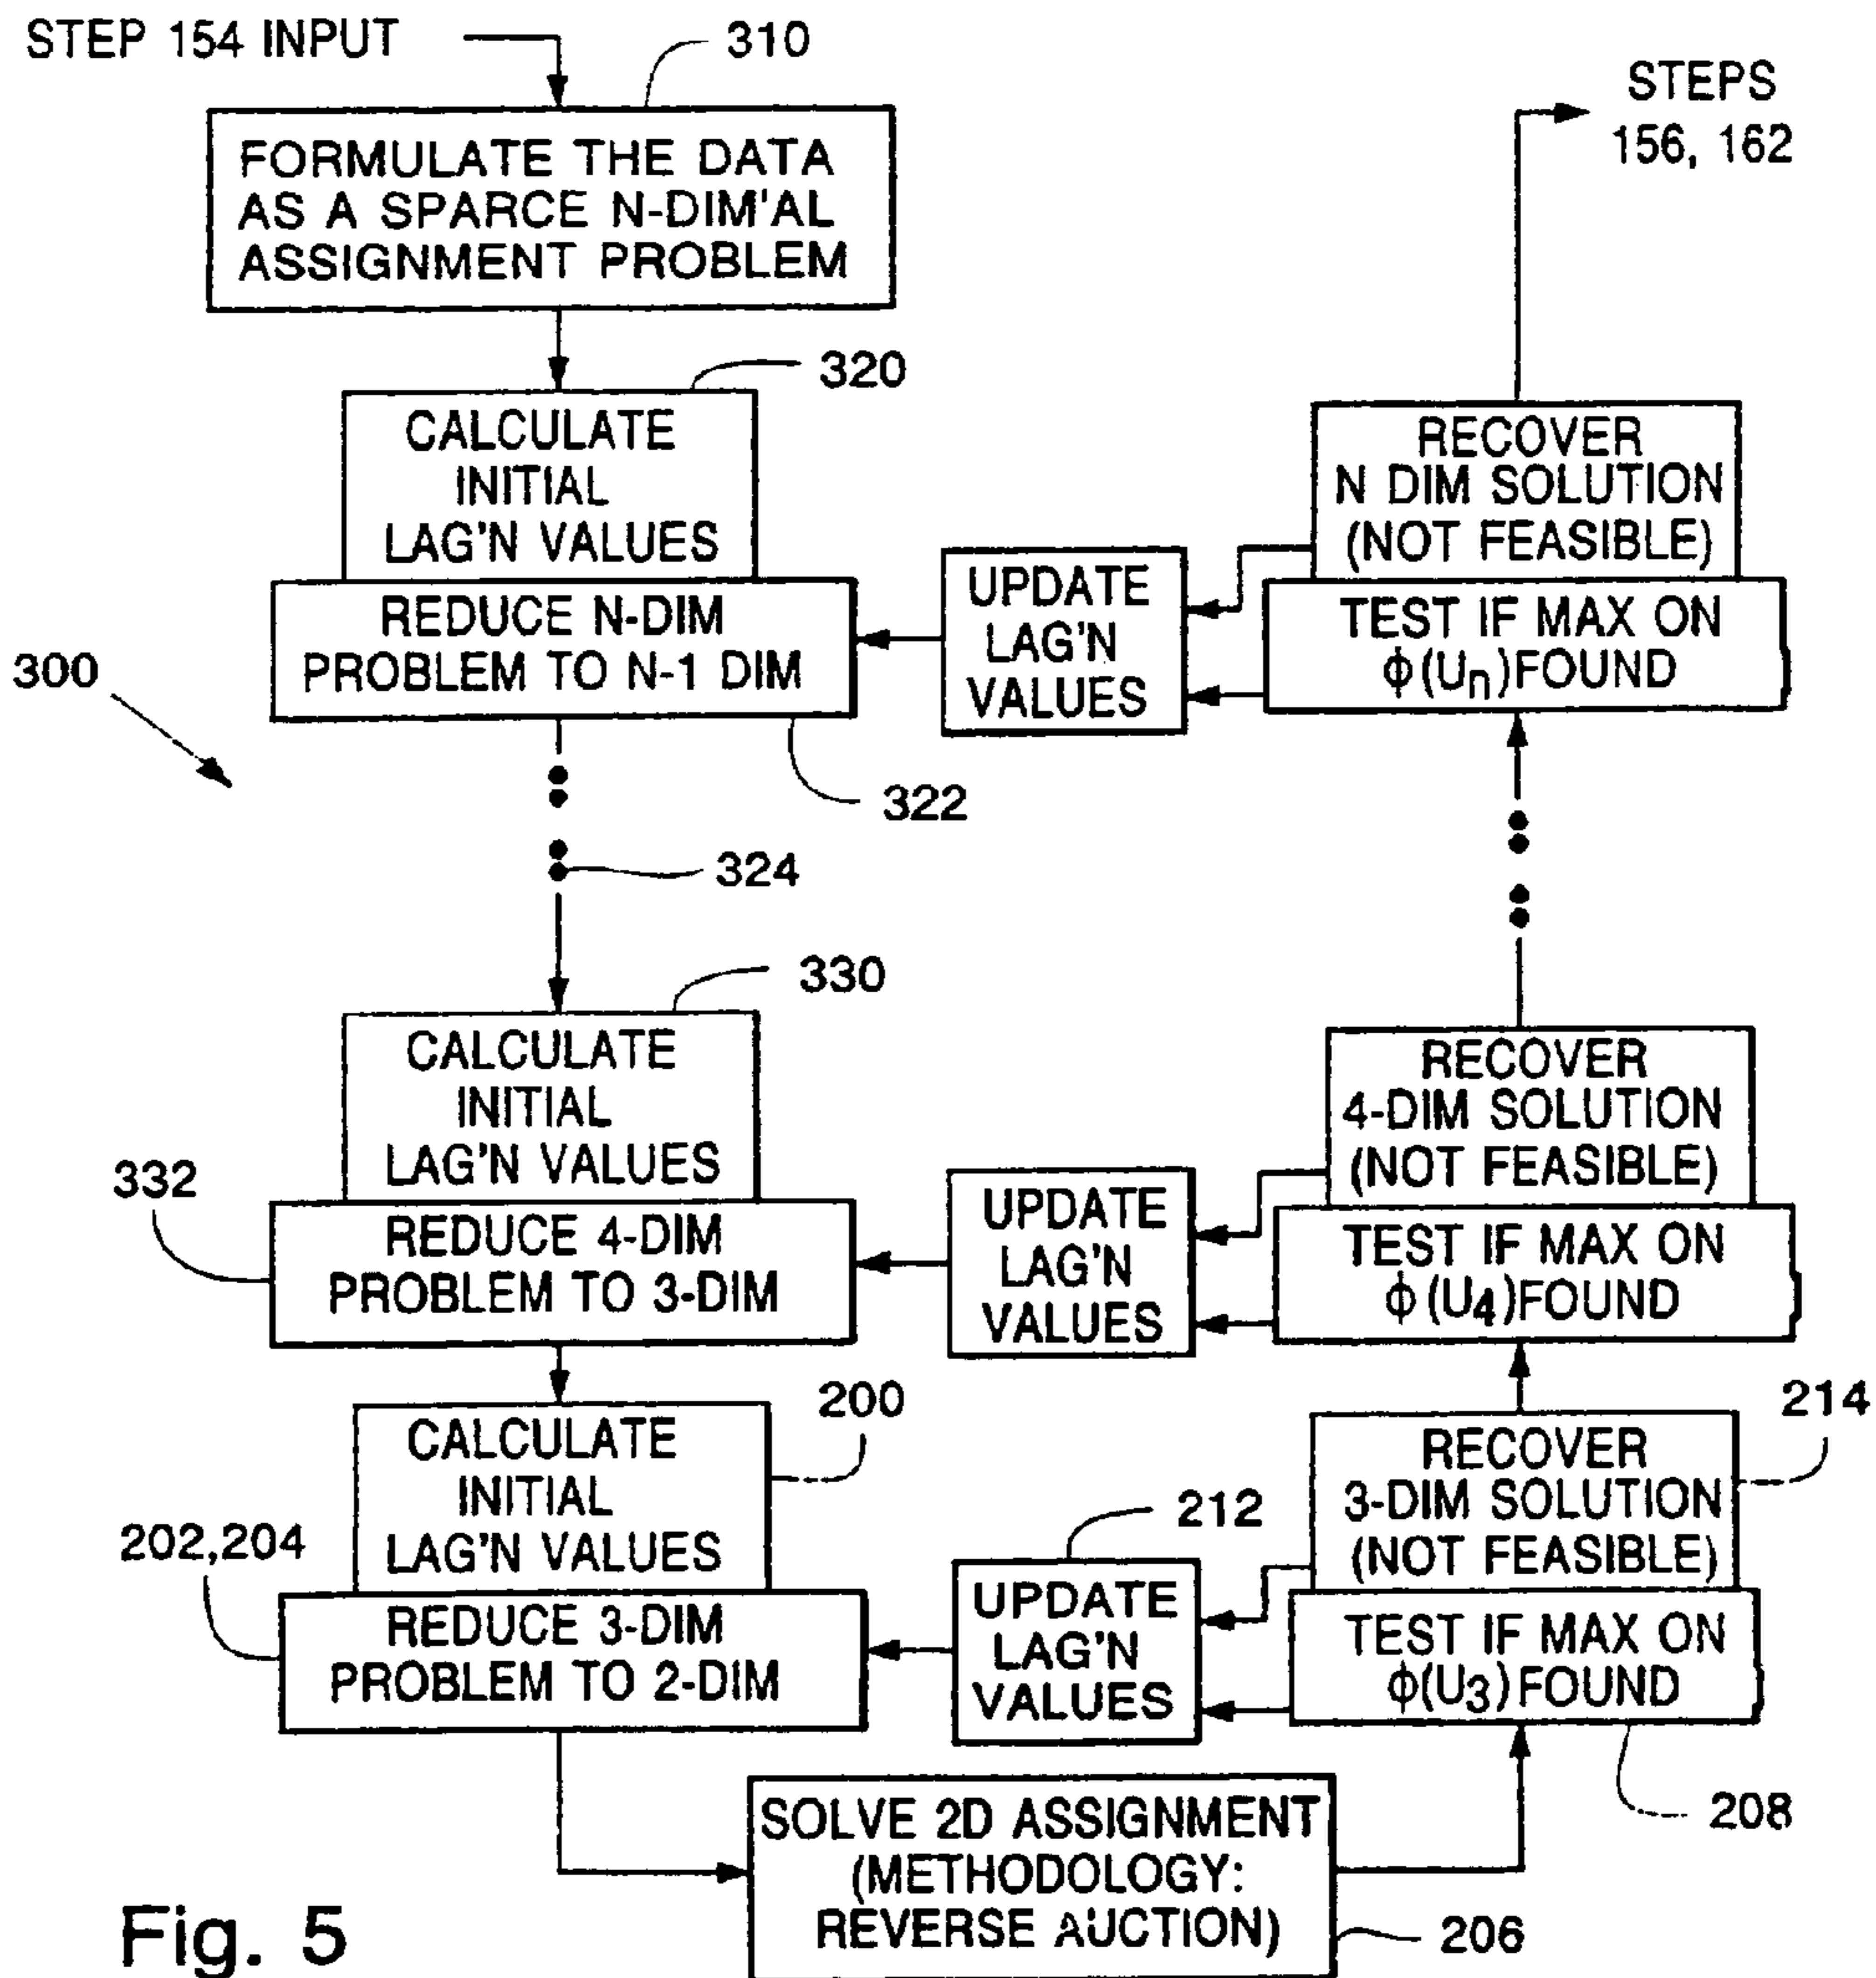 STEP 154 INPUT
310
FORMULATE THE DATA
AS A SPARCE N-DIM'AL
ASSIGNMENT PROBLEM
STEPS
156, 162
320
CALCULATE
INITIAL
LAG'N VALUES
REDUCE N-DIM
PROBLEM TO N-1 DIM
322
UPDATE
LAG'N
VALUES
RECOVER
N DIM SOLUTION
(NOT FEASIBLE)
TEST IF MAX ON
ϕ(Un)FOUND
300
324
330
CALCULATE
INITIAL
LAG'N VALUES
332
REDUCE 4-DIM
PROBLEM TO 3-DIM
UPDATE
LAG'N
VALUES
RECOVER
4-DIM SOLUTION
(NOT FEASIBLE)
TEST IF MAX ON
ϕ(U4)FOUND
200
CALCULATE
INITIAL
LAG'N VALUES
202,204
REDUCE 3-DIM
PROBLEM TO 2-DIM
212
UPDATE
LAG'N
VALUES
214
RECOVER
3-DIM SOLUTION
(NOT FEASIBLE)
TEST IF MAX ON
ϕ(U3)FOUND
208
SOLVE 2D ASSIGNMENT
(METHODOLOGY:
REVERSE AUCTION)
206
Fig. 5